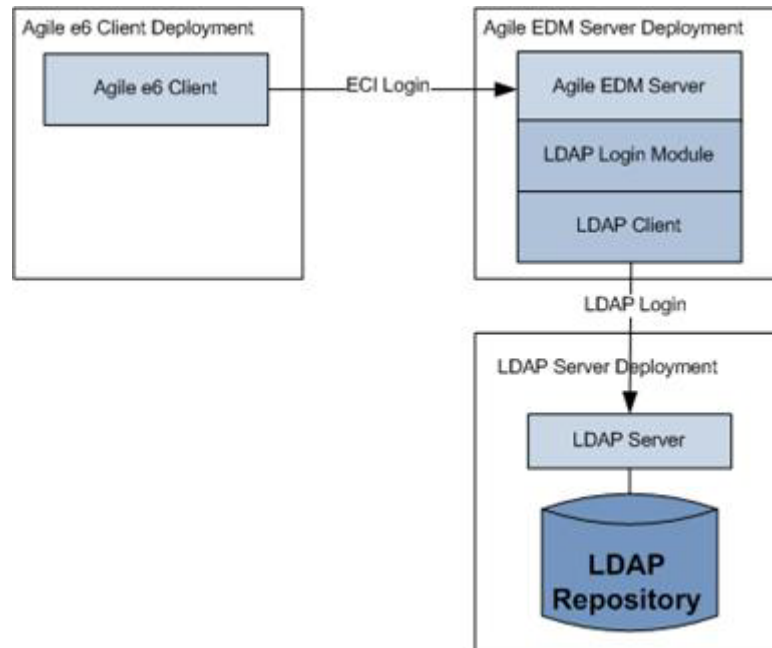 Agile e6 Client Deployment
Agile e6 Client
ECI Login
Agile EDM Server Deployment
Agile EDM Server
LDAP Login Module
LDAP Client
LDAP Login
LDAP Server Deployment
LDAP Server
LDAP
Repository